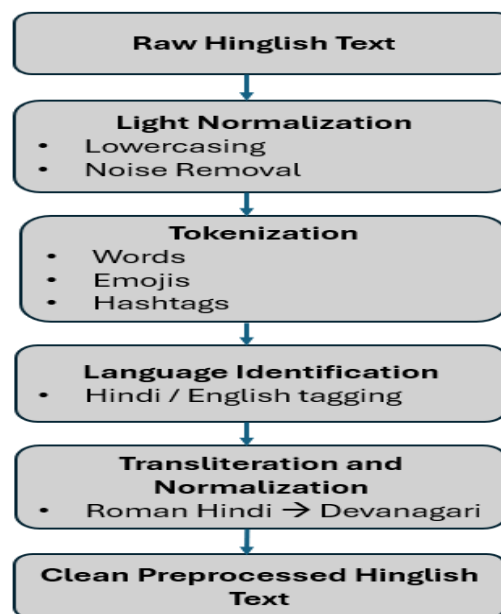 Raw Hinglish Text
Light Normalization
• Lowercasing
• Noise Removal
Tokenization
• Words
• Emojis
• Hashtags
Language Identification
• Hindi / English tagging
Transliteration and
Normalization
• Roman Hindi → Devanagari
Clean Preprocessed Hinglish
Text